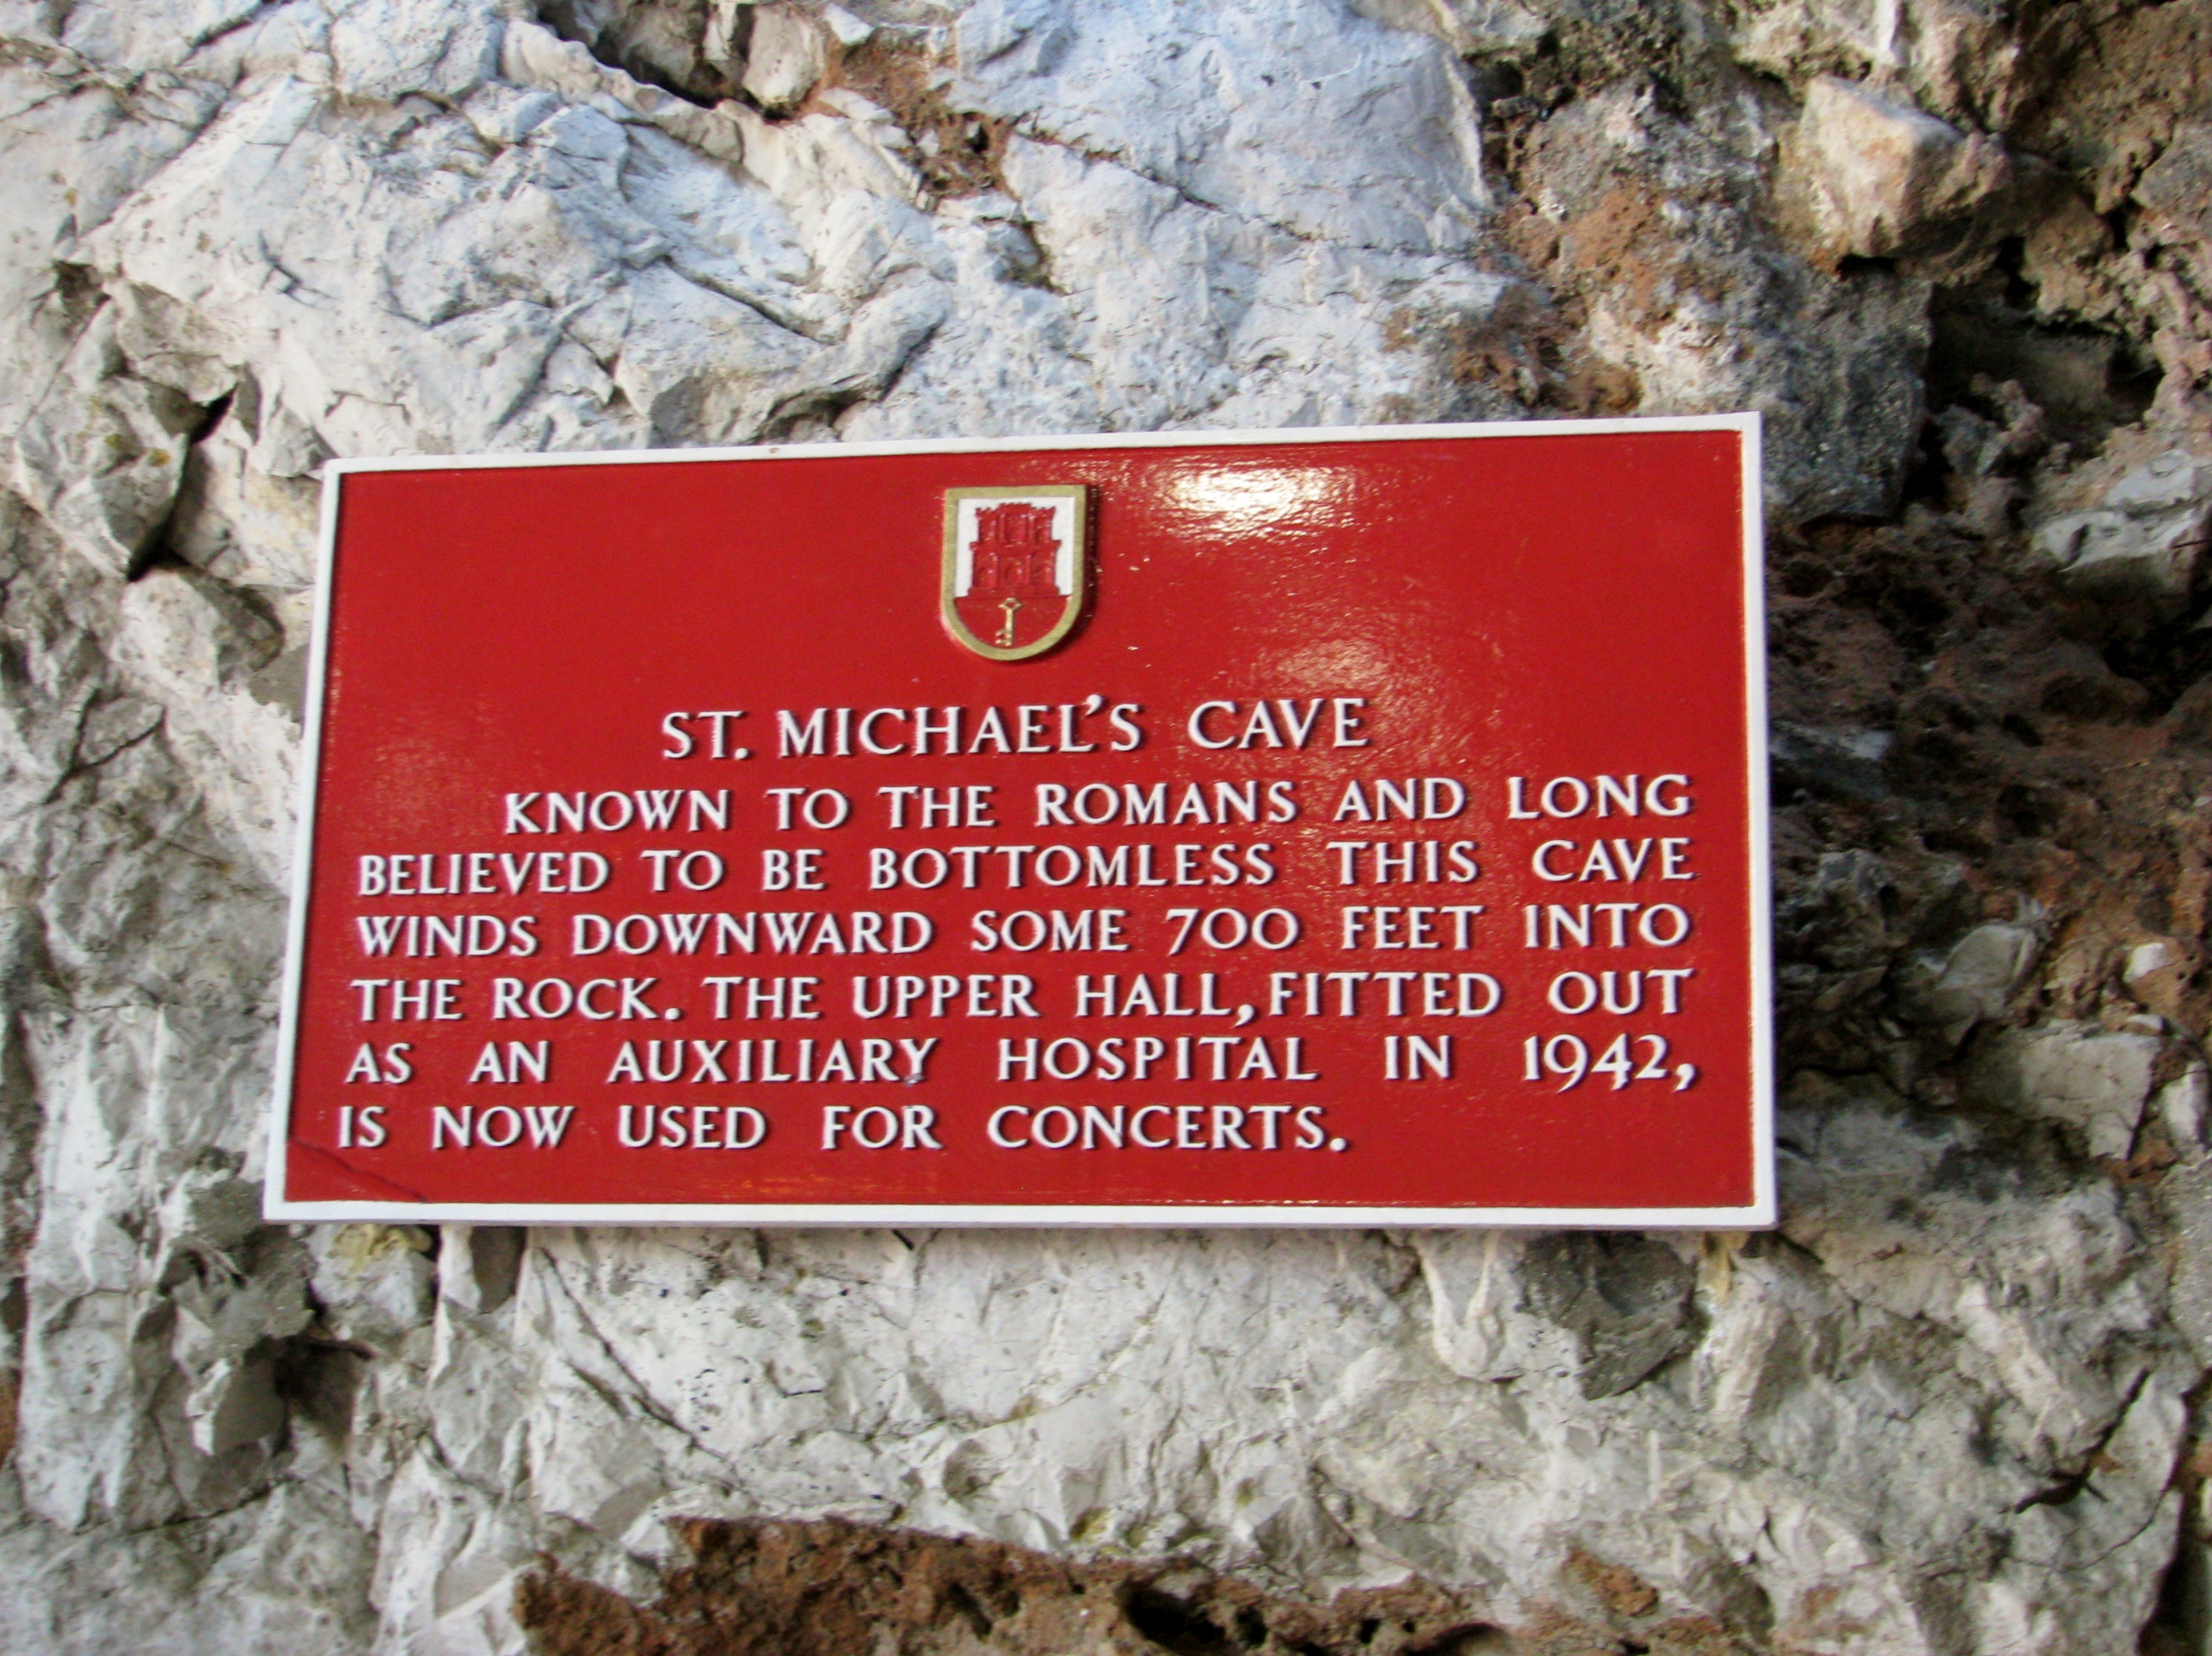 ST. MICHAEL'S CAVE
KNOWN TO THE ROMANS AND LONG
BELIEVED TO BE BOTTOMLESS THIS CAVE
WINDS DOWNWARD SOME 700 FEET INTO
THE ROCK. THE UPPER HALL, FITTED OUT
AS AN AUXILIARY HOSPITAL IN 1942,
IS NOW USED FOR CONCERTS.